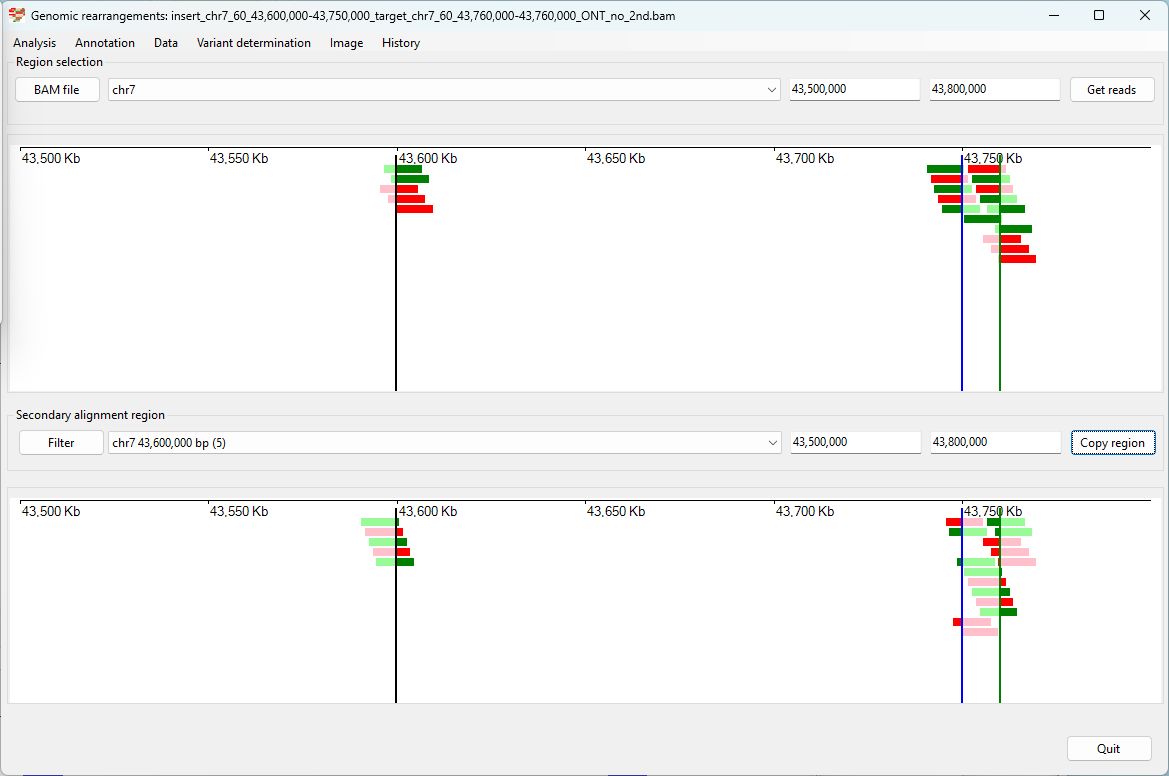 Genomic rearrangements: insert_chr7_60_43,600,000-43,750,000_target_chr7_60_43,760,000-43,760,000_ONT_no_2nd.bam
Analysis Annotation Data Variant determination Image History
Region selection
BAM file chr7 43,500,000 43,800,000 Get reads
43,500 Kb 43,550 Kb 43,600 Kb 43,650 Kb 43,700 Kb 43,750 Kb
Secondary alignment region
Filter chr7 43,600,000 bp (5) 43,500,000 43,800,000 Copy region
43,500 Kb 43,550 Kb 43,600 Kb 43,650 Kb 43,700 Kb 43,750 Kb
Quit